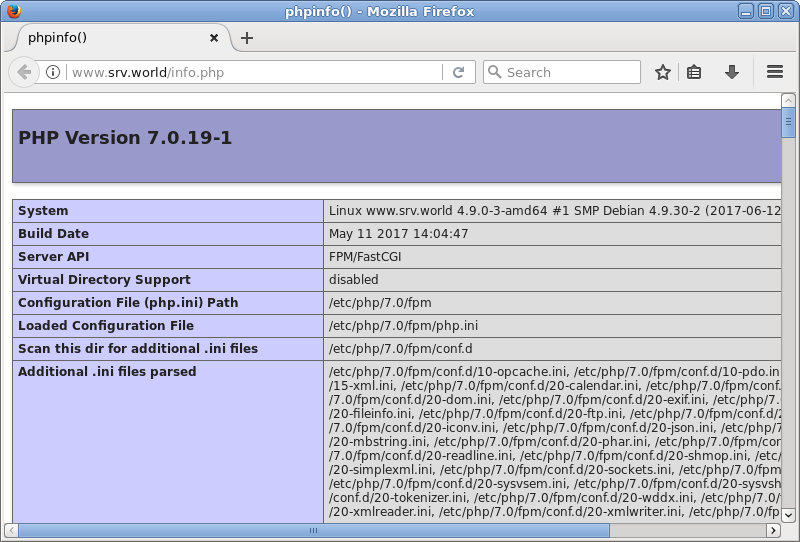 phpinfo() - Mozilla Firefox
phpinfo()
www.srv.world/info.php
Search
PHP Version 7.0.19-1
System Linux www.srv.world 4.9.0-3-amd64 #1 SMP Debian 4.9.30-2 (2017-06-12
Build Date May 11 2017 14:04:47
Server API FPM/FastCGI
Virtual Directory Support disabled
Configuration File (php.ini) Path /etc/php/7.0/fpm
Loaded Configuration File /etc/php/7.0/fpm/php.ini
Scan this dir for additional .ini files /etc/php/7.0/fpm/conf.d
Additional .ini files parsed /etc/php/7.0/fpm/conf.d/10-opcache.ini, /etc/php/7.0/fpm/conf.d/10-pdo.in
/15-xml.ini, /etc/php/7.0/fpm/conf.d/20-calendar.ini, /etc/php/7.0/fpm/conf.
/7.0/fpm/conf.d/20-dom.ini, /etc/php/7.0/fpm/conf.d/20-exif.ini, /etc/php/7.
/20-fileinfo.ini, /etc/php/7.0/fpm/conf.d/20-ftp.ini, /etc/php/7.0/fpm/conf.d/2
/7.0/fpm/conf.d/20-iconv.ini, /etc/php/7.0/fpm/conf.d/20-json.ini, /etc/php/7
/20-mbstring.ini, /etc/php/7.0/fpm/conf.d/20-phar.ini, /etc/php/7.0/fpm/con
/7.0/fpm/conf.d/20-readline.ini, /etc/php/7.0/fpm/conf.d/20-shmop.ini, /etc/
/20-simplexml.ini, /etc/php/7.0/fpm/conf.d/20-sockets.ini, /etc/php/7.0/fpm
/etc/php/7.0/fpm/conf.d/20-sysvsem.ini, /etc/php/7.0/fpm/conf.d/20-sysvsh
/conf.d/20-tokenizer.ini, /etc/php/7.0/fpm/conf.d/20-wddx.ini, /etc/php/7.0/
/20-xmlreader.ini, /etc/php/7.0/fpm/conf.d/20-xmlwriter.ini, /etc/php/7.0/fp